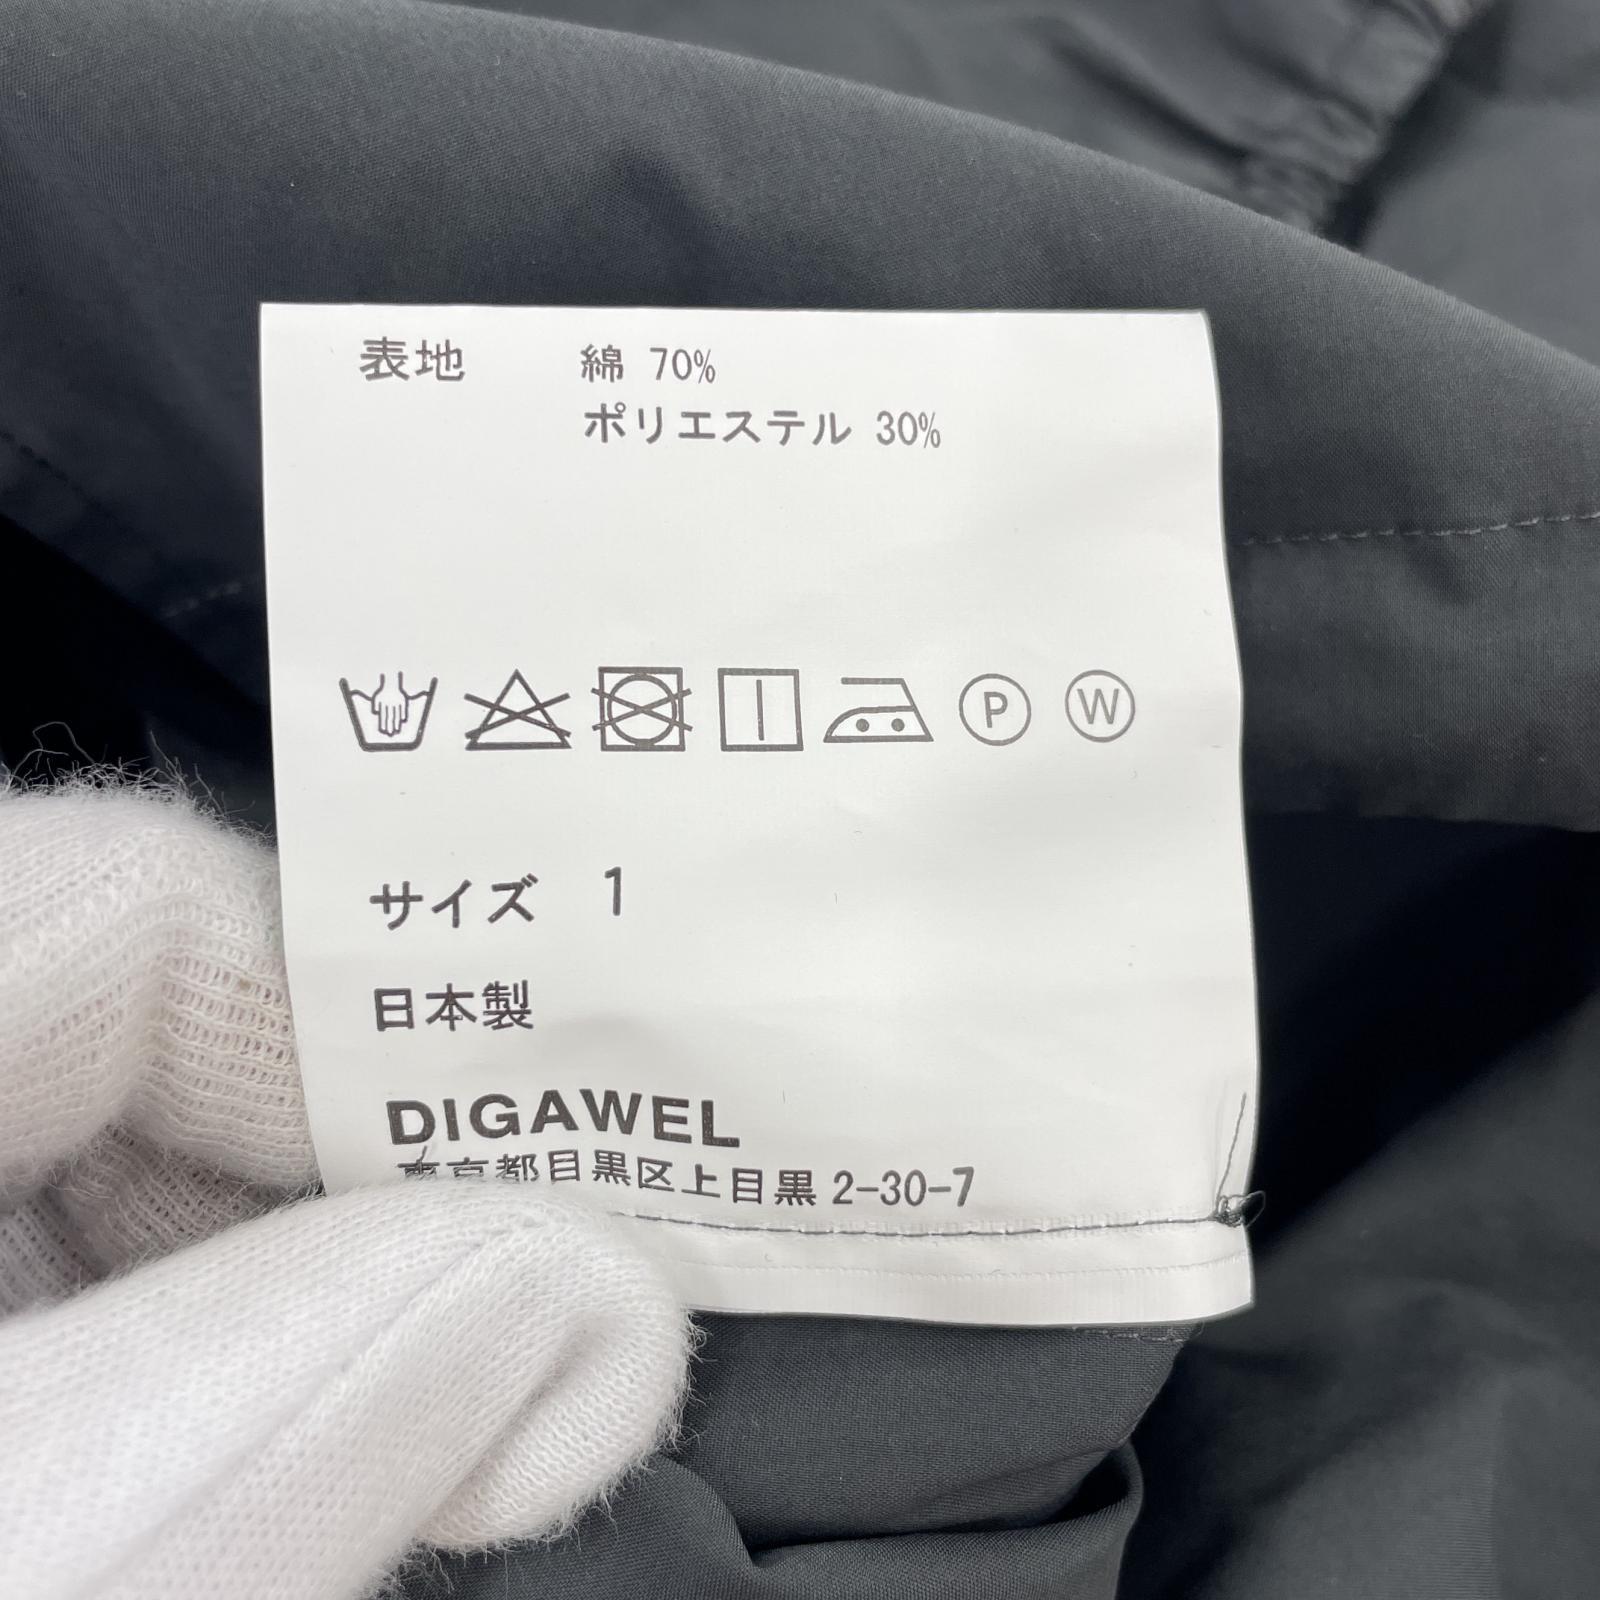 表地 綿 70%
ポリエステル 30%
P W
サイズ 1
日本製
DIGAWEL
東京都目黒区上目黒 2-30-7